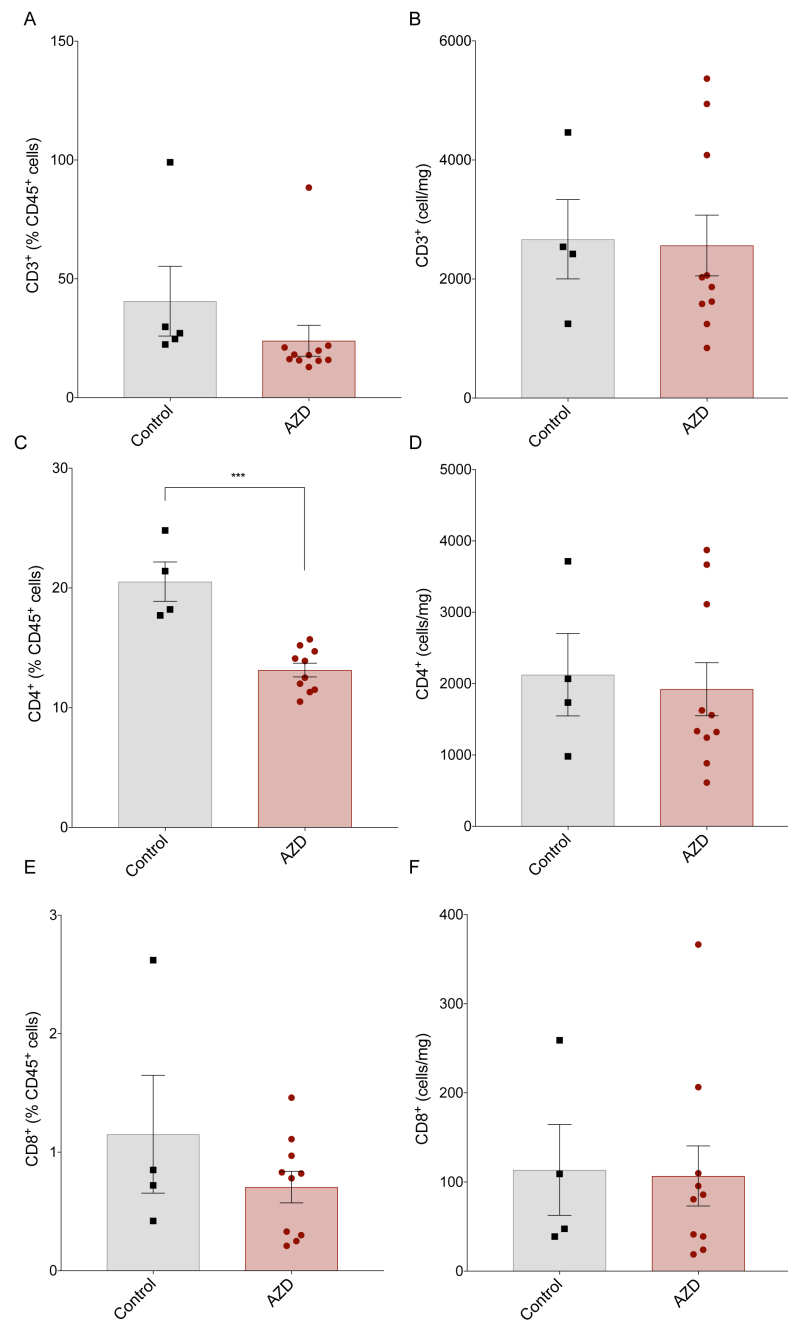 A
CD3+ (% CD45+ cells)
150
100
50
0
Control
AZD
B
CD3+ (cell/mg)
6000
4000
2000
0
Control
AZD
C
CD4+ (% CD45+ cells)
30
20
10
0
***
Control
AZD
D
CD4+ (cells/mg)
5000
4000
3000
2000
1000
0
Control
AZD
E
CD8+ (% CD45+ cells)
3
2
1
0
Control
AZD
F
CD8+ (cells/mg)
400
300
200
100
0
Control
AZD